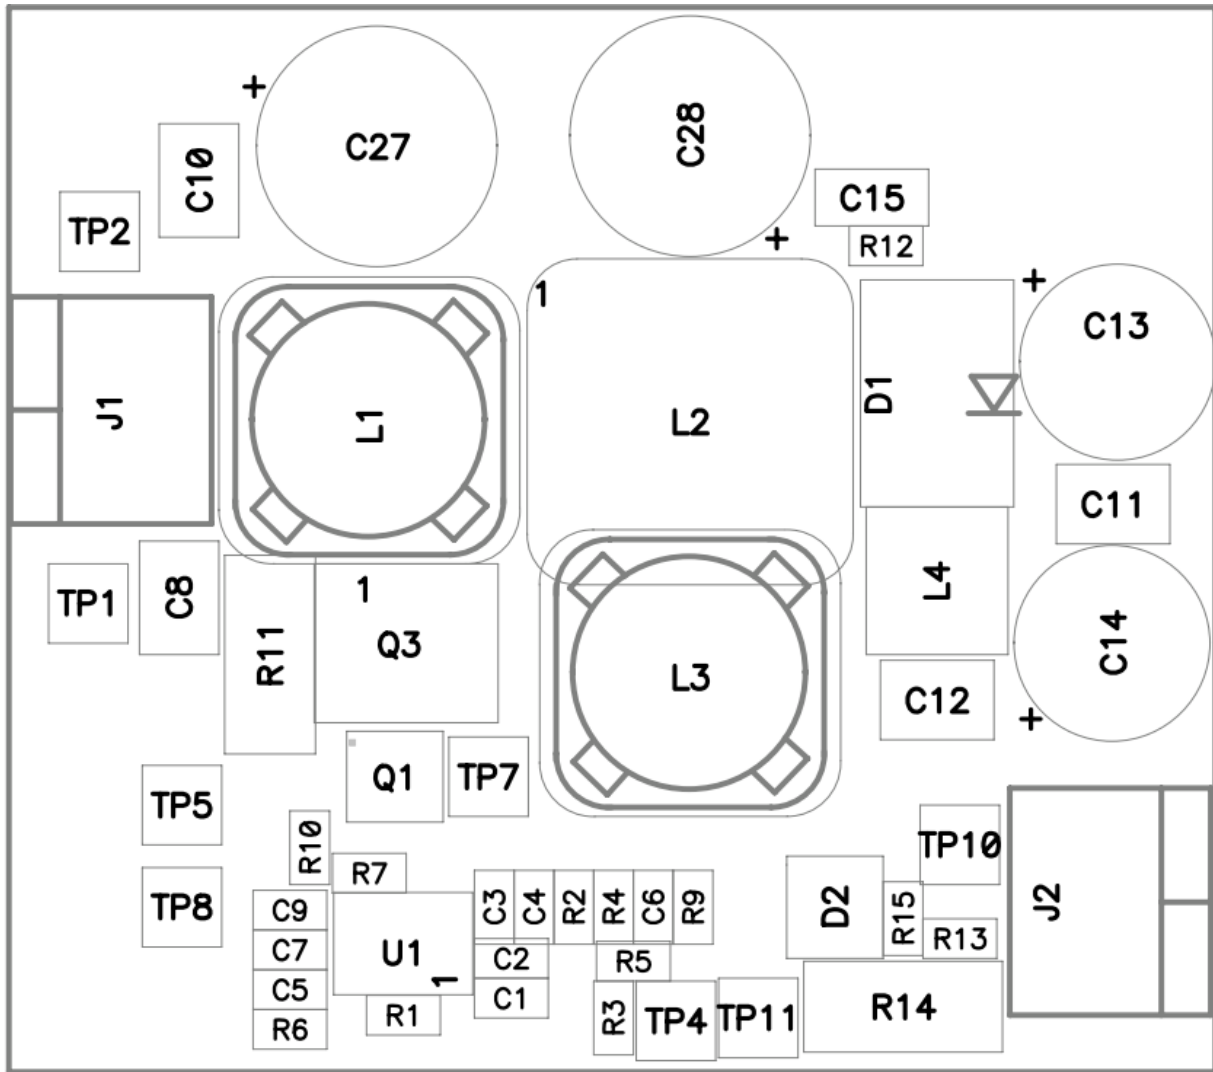 +
C27
C28
C10
C15
TP2
+
R12
+
1
C13
D1
J1
L1
L2
C11
L4
1
TP1
C8
Q3
R11
C14
L3
C12
+
Q1
TP7
TP5
R10
TP10
R7
TP8
C9
C3
C4
R2
R4
C6
R9
D2
R15
J2
R13
C7
U1
C2
R5
1
C5
C1
R1
R6
R3
TP4
TP11
R14